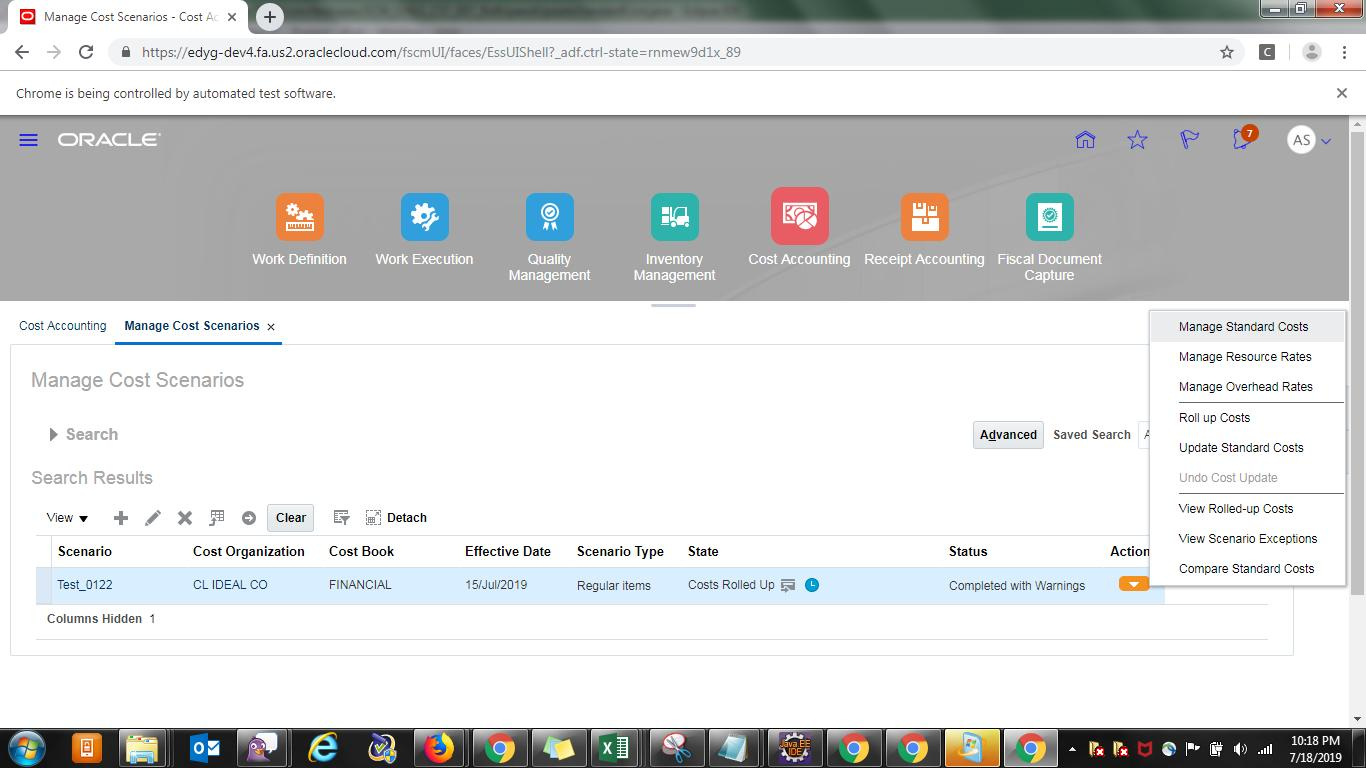 Manage Cost Scenarios - Cost Ac
https://edyg-dev4.fa.us2.oraclecloud.com/fscmUI/faces/EssUIShell?_adf.ctrl-state=rnmew9d1x_89
C
Chrome is being controlled by automated test software.
ORACLE
7
AS
Work Definition
Work Execution
Quality
Management
Inventory
Management
Cost Accounting
Receipt Accounting
Fiscal Document
Capture
Cost Accounting
Manage Cost Scenarios
Manage Cost Scenarios
Search
Advanced
Saved Search
Search Results
View
Clear
Detach
Scenario Cost Organization Cost Book Effective Date Scenario Type State Status Action
Test_0122 CL IDEAL CO FINANCIAL 15/Jul/2019 Regular items Costs Rolled Up Completed with Warnings
Columns Hidden 1
Manage Standard Costs
Manage Resource Rates
Manage Overhead Rates
Roll up Costs
Update Standard Costs
Undo Cost Update
View Rolled-up Costs
View Scenario Exceptions
Compare Standard Costs
Java EE
IDE
10:18 PM
7/18/2019